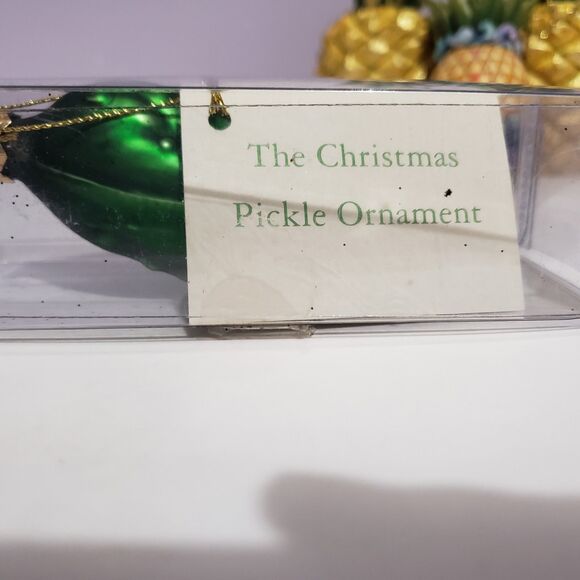 The Christmas
Pickle Ornament